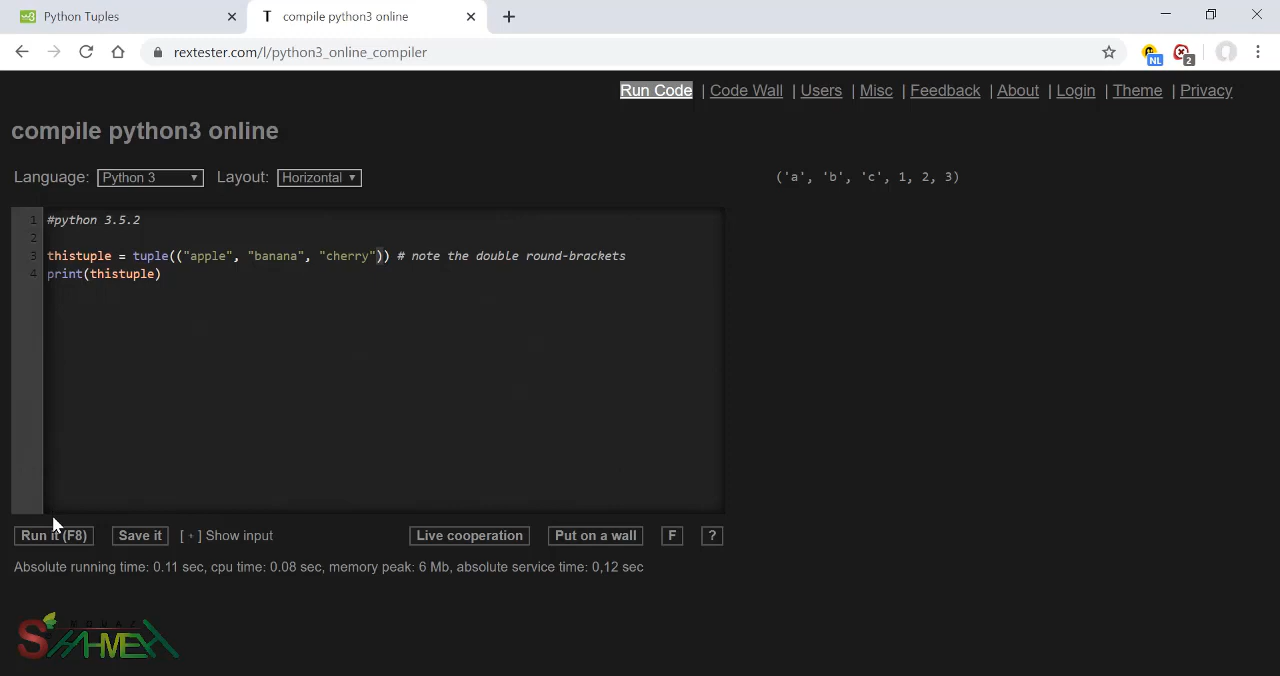 Python Tuples
T compile python3 online
rextester.com/l/python3_online_compiler
NL
2
Run Code | Code Wall | Users | Misc | Feedback | About | Login | Theme | Privacy
compile python3 online
Language: Python 3 Layout: Horizontal
('a', 'b', 'c', 1, 2, 3)
1 #python 3.5.2
2
3 thistuple = tuple(("apple", "banana", "cherry")) # note the double round-brackets
4 print(thistuple)
Run it (F8) Save it [ + ] Show input Live cooperation Put on a wall F ?
Absolute running time: 0.11 sec, cpu time: 0.08 sec, memory peak: 6 Mb, absolute service time: 0,12 sec